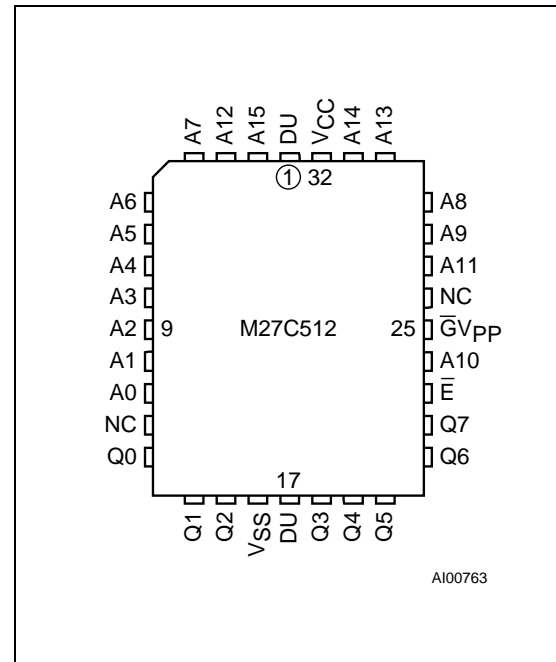 A7 A12 A15 DU VCC A14 A13
1 32
A6 A8
A5 A9
A4 A11
A3 NC
A2 9 M27C512 25 G̅VPP
A1 A10
A0 E̅
NC Q7
Q0 Q6
17
Q1 Q2 VSS DU Q3 Q4 Q5
AI00763